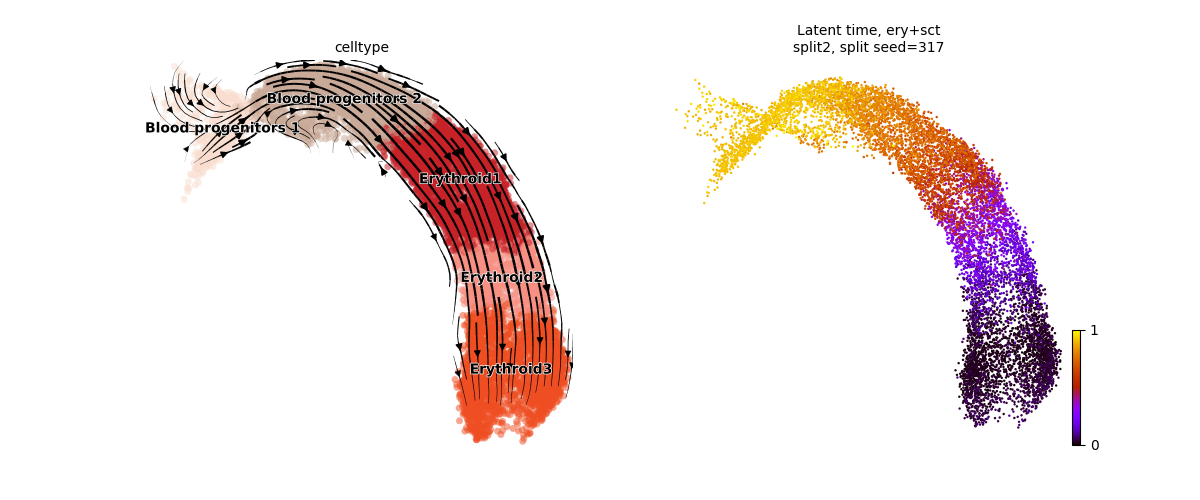 celltype
Blood progenitors 2
Blood progenitors 1
Erythroid1
Erythroid2
Erythroid3
Latent time, ery+sct
split2, split seed=317
1
0